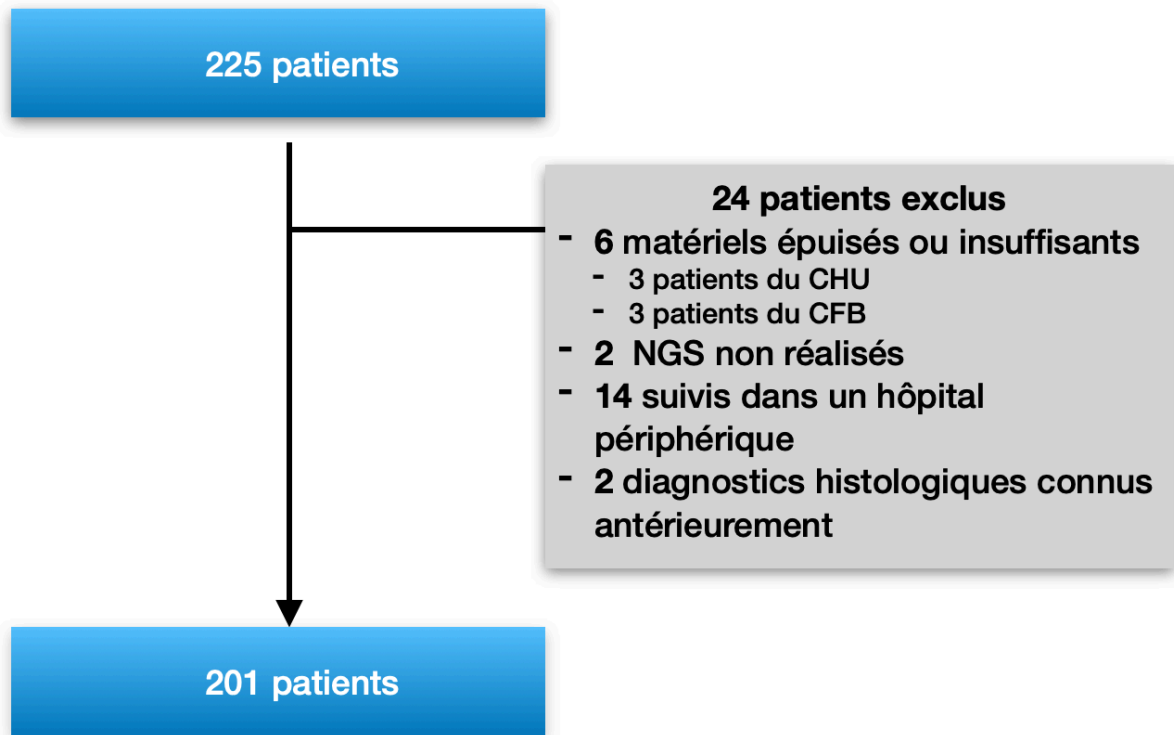 225 patients
24 patients exclus
- 6 matériels épuisés ou insuffisants
- 3 patients du CHU
- 3 patients du CFB
- 2 NGS non réalisés
- 14 suivis dans un hôpital
périphérique
- 2 diagnostics histologiques connus
antérieurement
201 patients